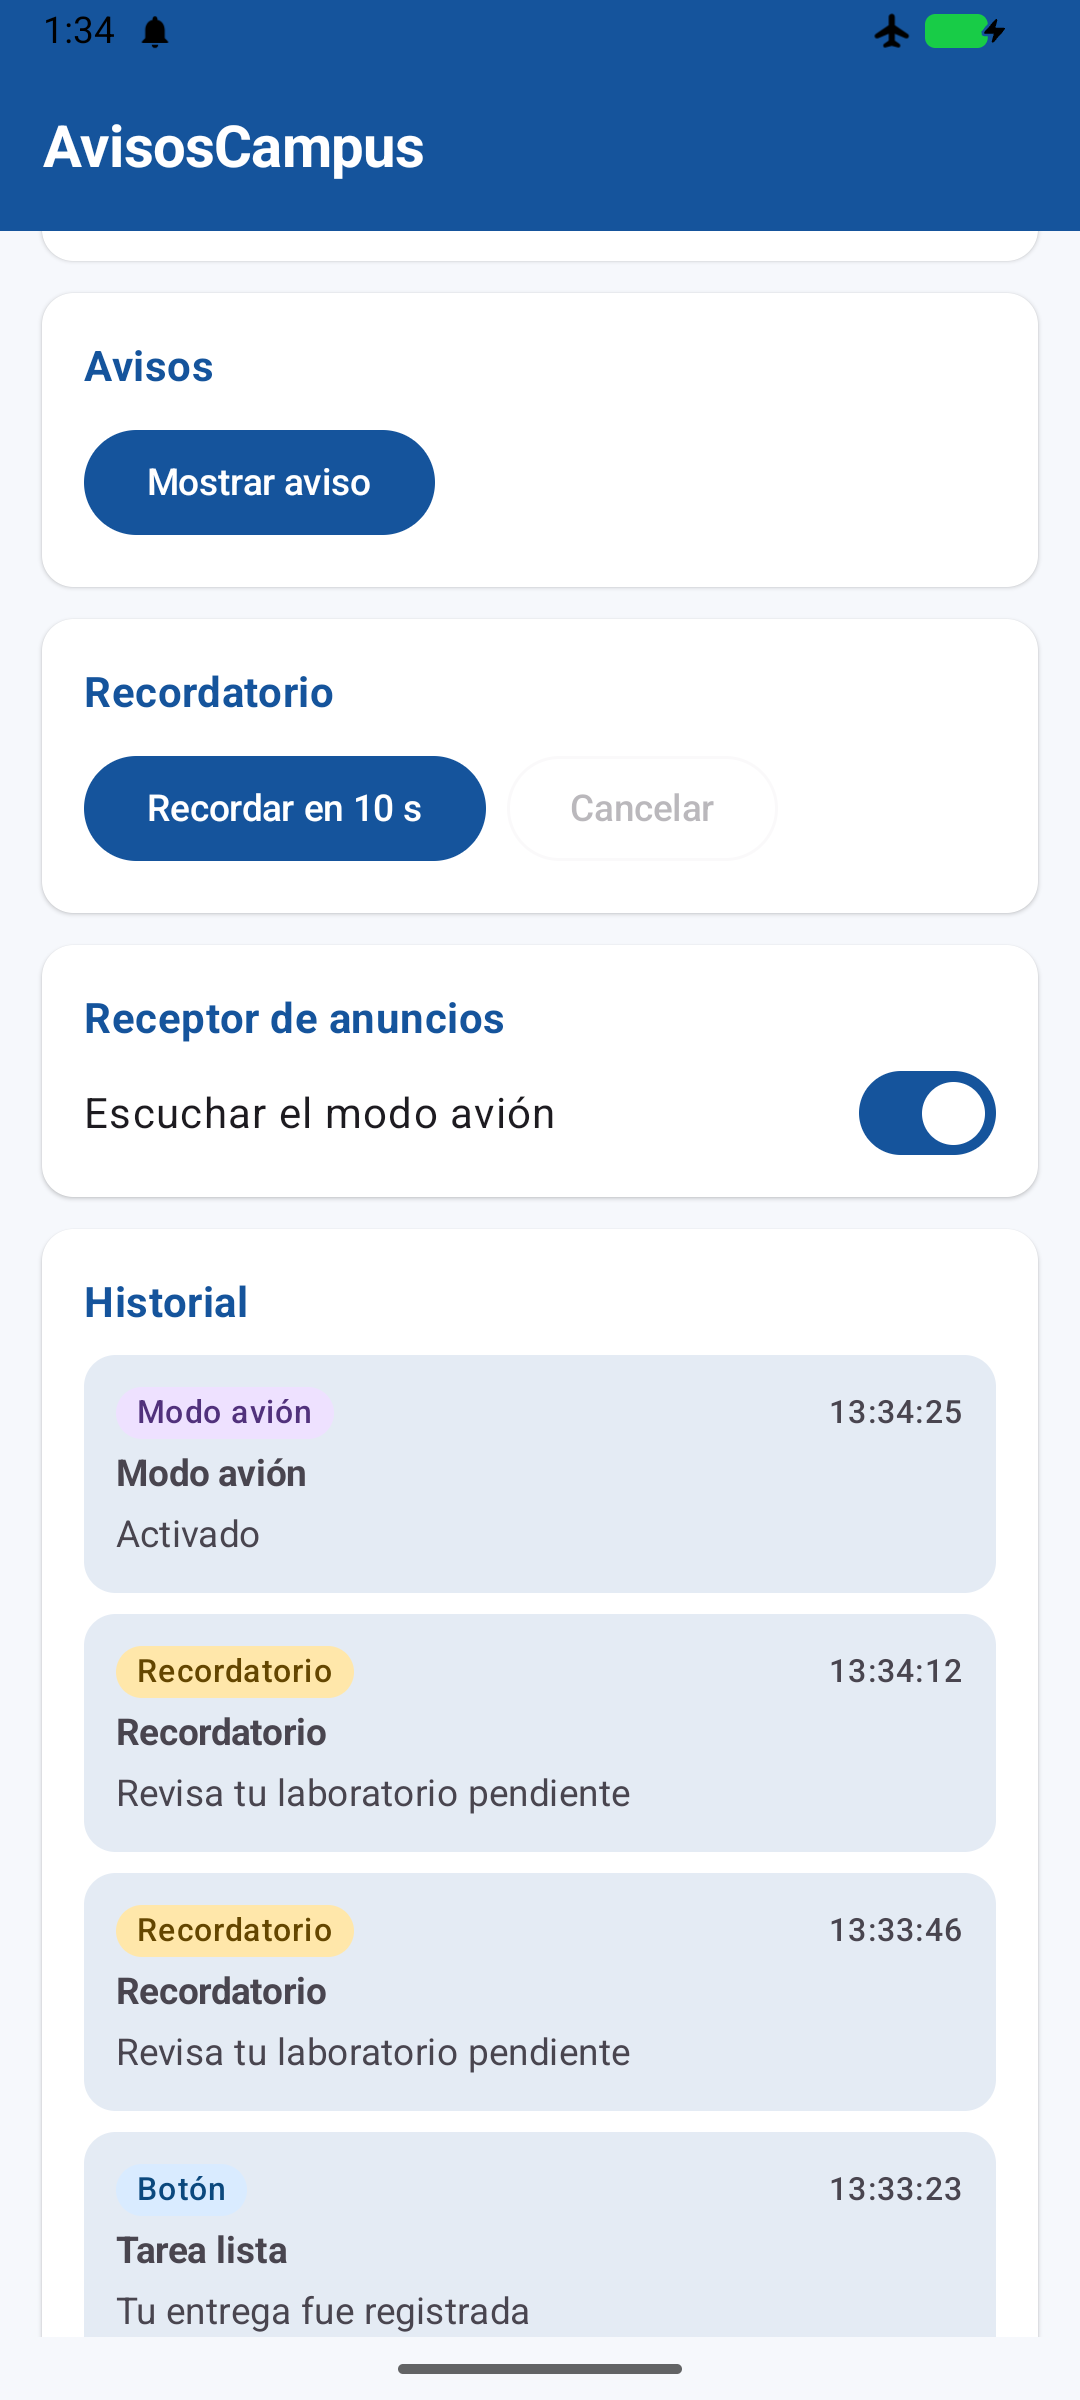 1:34
AvisosCampus
Avisos
Mostrar aviso
Recordatorio
Recordar en 10 s
Cancelar
Receptor de anuncios
Escuchar el modo avión
Historial
Modo avión
13:34:25
Modo avión
Activado
Recordatorio
13:34:12
Recordatorio
Revisa tu laboratorio pendiente
Recordatorio
13:33:46
Recordatorio
Revisa tu laboratorio pendiente
Botón
13:33:23
Tarea lista
Tu entrega fue registrada